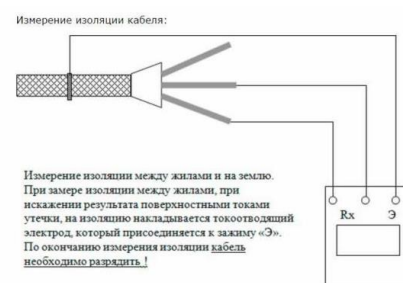 Измерение изоляции кабеля:
Измерение изоляции между жилами и на землю.
При замере изоляции между жилами, при
искажении результата поверхностными токами
утечки, на изоляцию накладывается токоотводящий
электрод, который присоединяется к зажиму «Э».
По окончанию измерения изоляции кабель
необходимо разрядить !
Rx Э